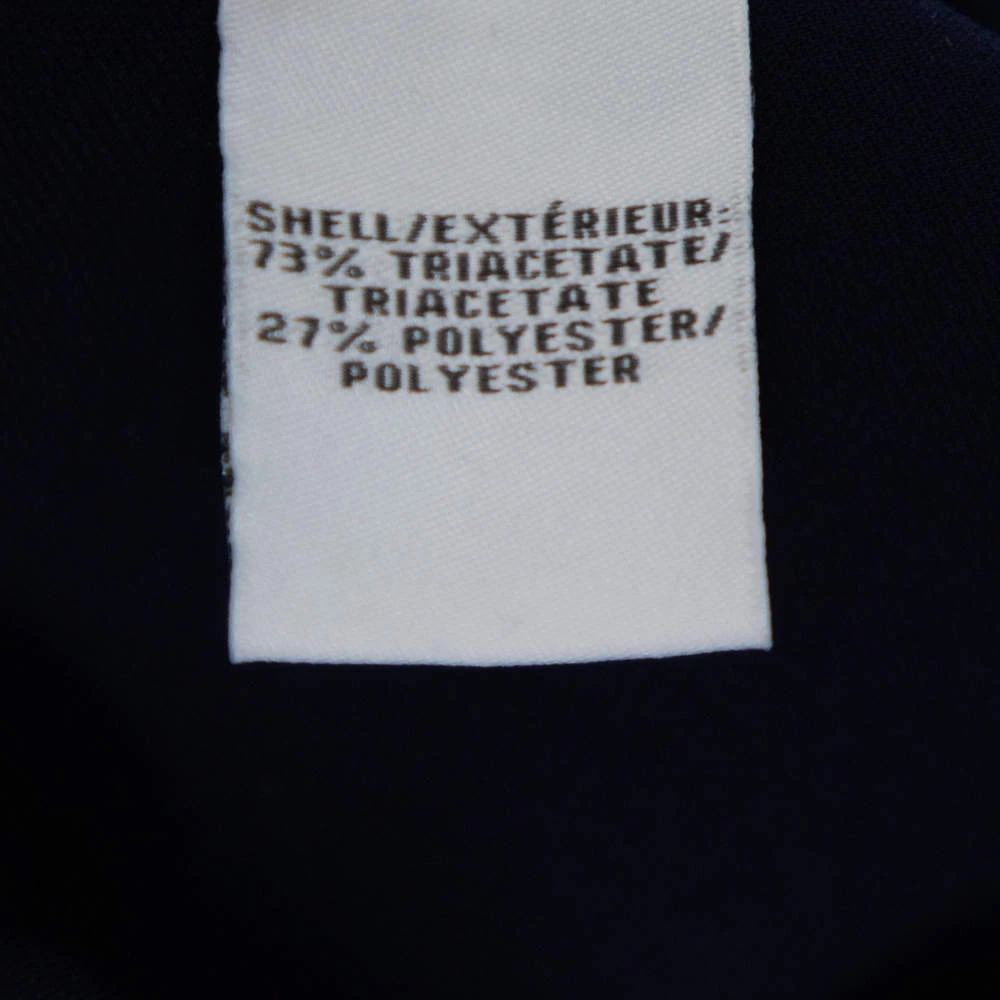 SHELL/EXTÉRIEUR:
73% TRIACETATE/
TRIACETATE
27% POLYESTER/
POLYESTER